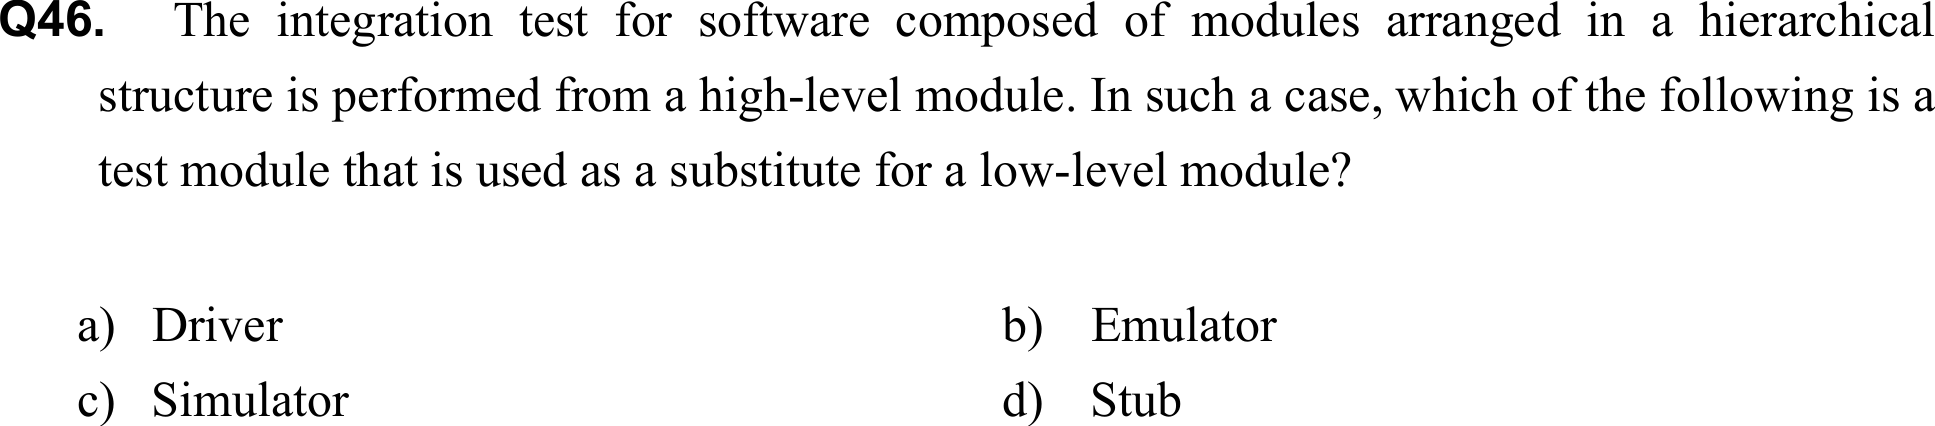 Q46. The integration test for software composed of modules arranged in a hierarchical
structure is performed from a high-level module. In such a case, which of the following is a
test module that is used as a substitute for a low-level module?
a) Driver b) Emulator
c) Simulator d) Stub